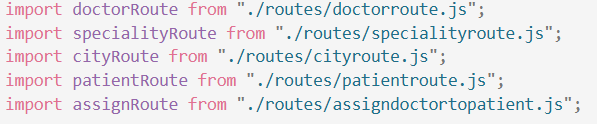 import doctorRoute from "./routes/doctorroute.js";
import specialityRoute from "./routes/specialityroute.js";
import cityRoute from "./routes/cityroute.js";
import patientRoute from "./routes/patientroute.js";
import assignRoute from "./routes/assigndoctortopatient.js";